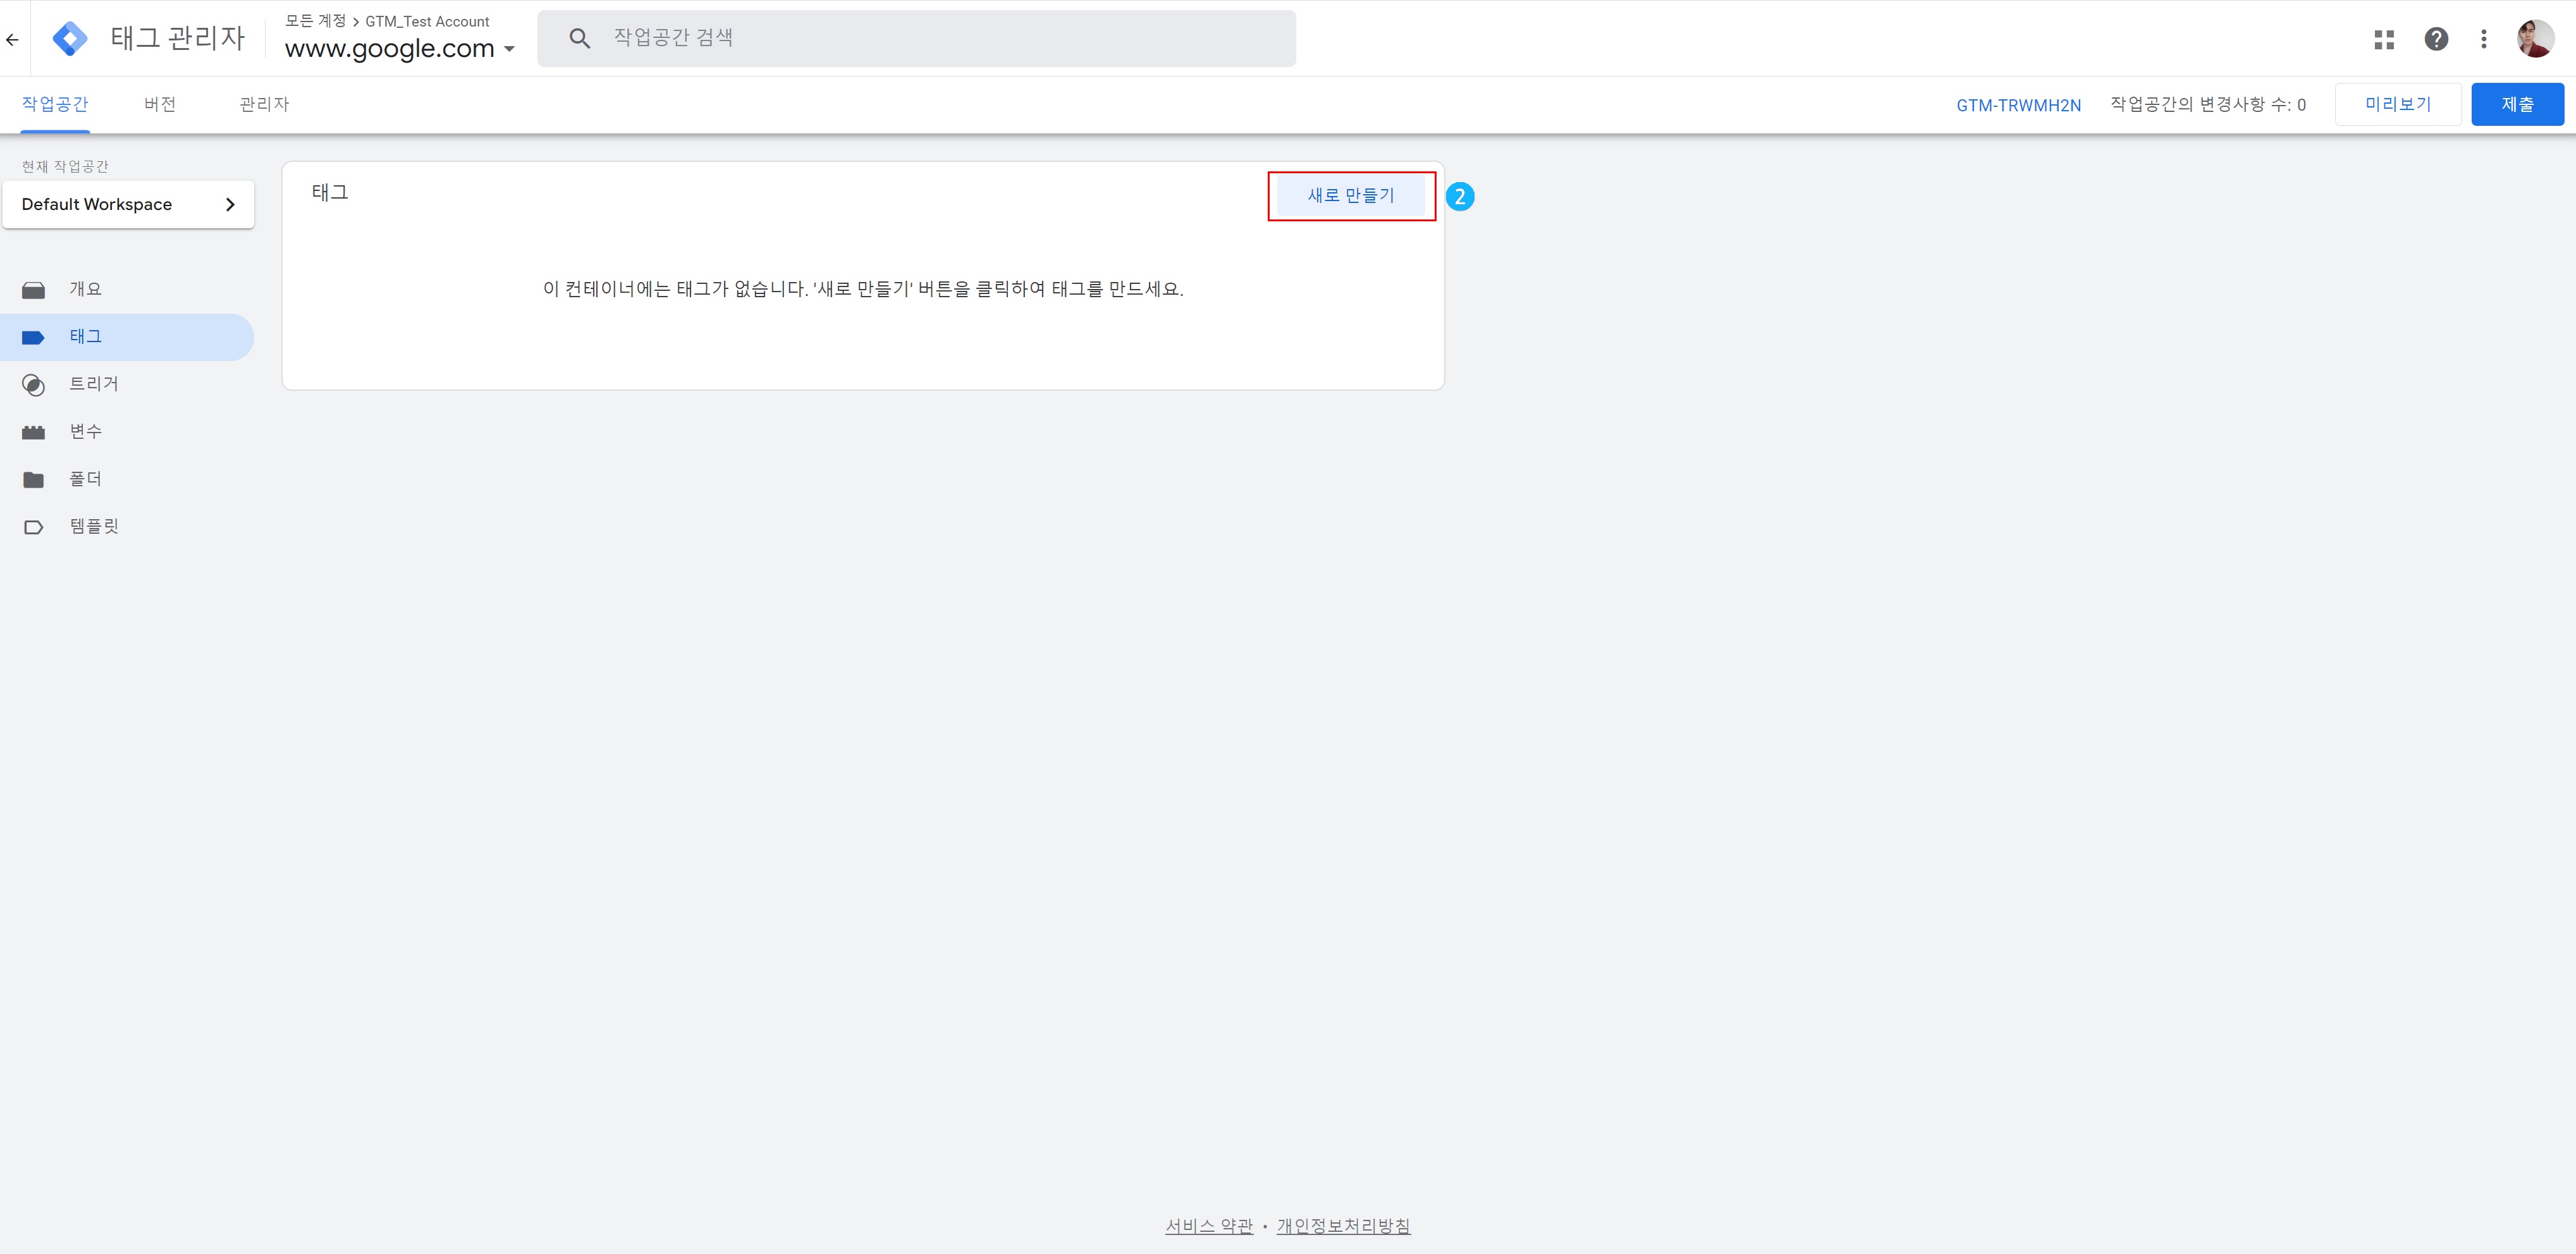 태그 관리자
모든 계정 > GTM_Test Account
www.google.com
작업공간 검색
작업공간
버전
관리자
GTM-TRWMH2N
작업공간의 변경사항 수: 0
미리보기
제출
현재 작업공간
Default Workspace
개요
태그
트리거
변수
폴더
템플릿
태그
새로 만들기
2
이 컨테이너에는 태그가 없습니다. '새로 만들기' 버튼을 클릭하여 태그를 만드세요.
서비스 약관 • 개인정보처리방침